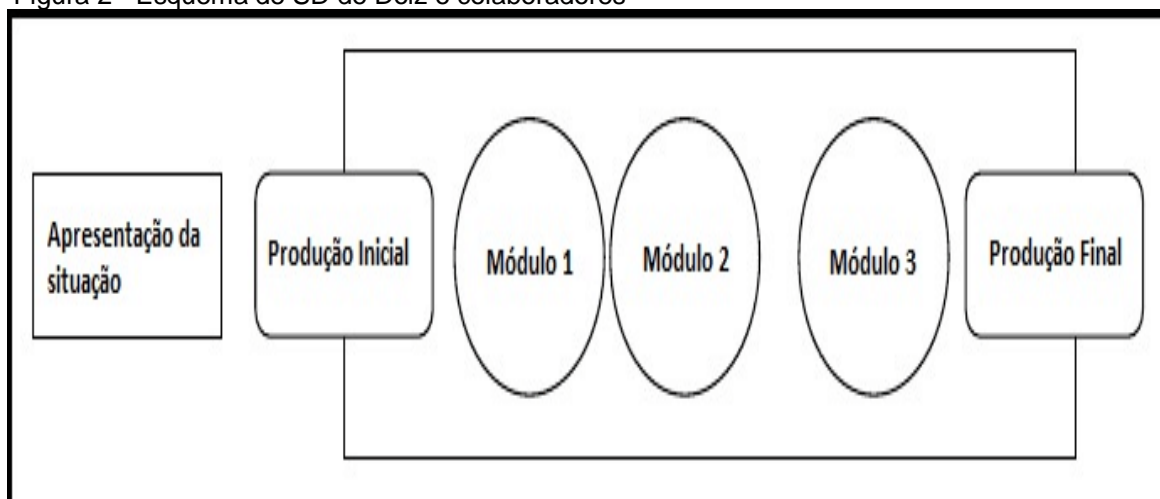 Figura 2 - Esquema de SD de Dolz e colaboradores
Apresentação da
situação
Produção Inicial
Módulo 1
Módulo 2
Módulo 3
Produção Final